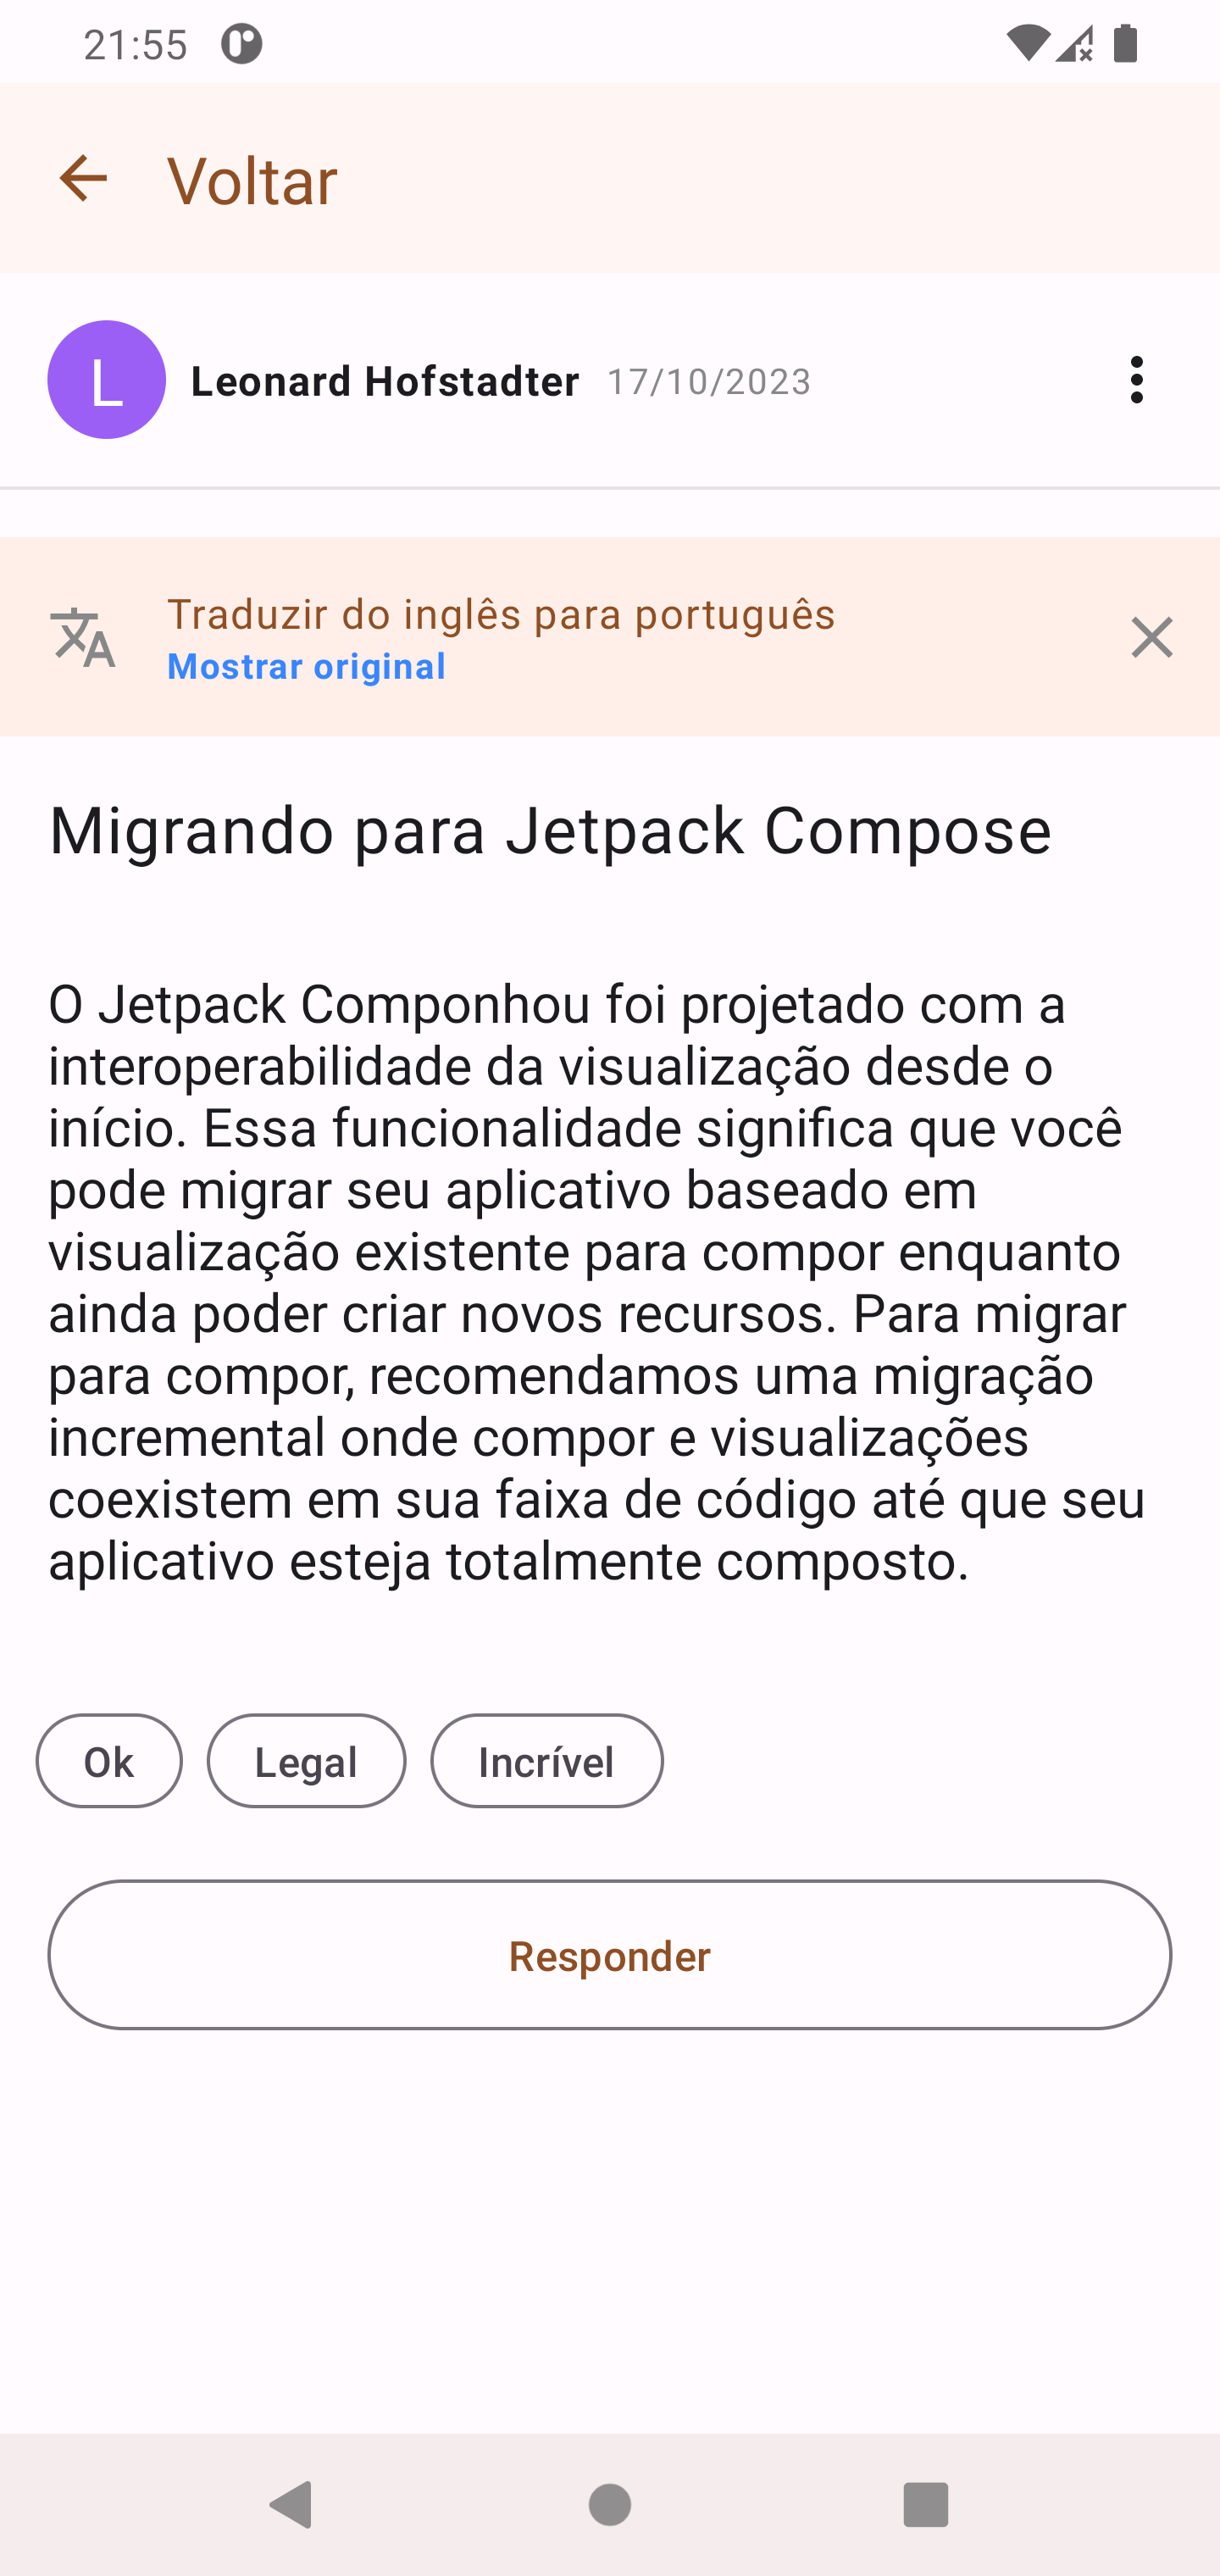 21:55
Voltar
L
Leonard Hofstadter 17/10/2023
Traduzir do inglês para português
Mostrar original
Migrando para Jetpack Compose
O Jetpack Componhou foi projetado com a
interoperabilidade da visualização desde o
início. Essa funcionalidade significa que você
pode migrar seu aplicativo baseado em
visualização existente para compor enquanto
ainda poder criar novos recursos. Para migrar
para compor, recomendamos uma migração
incremental onde compor e visualizações
coexistem em sua faixa de código até que seu
aplicativo esteja totalmente composto.
Ok Legal Incrível
Responder